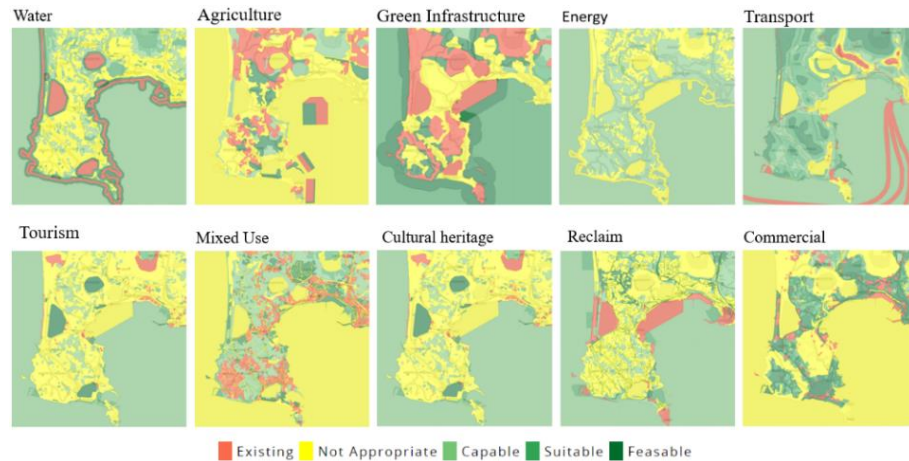 Water
Agriculture
Green Infrastructure
Energy
Transport
Tourism
Mixed Use
Cultural heritage
Reclaim
Commercial
Existing Not Appropriate Capable Suitable Feasable